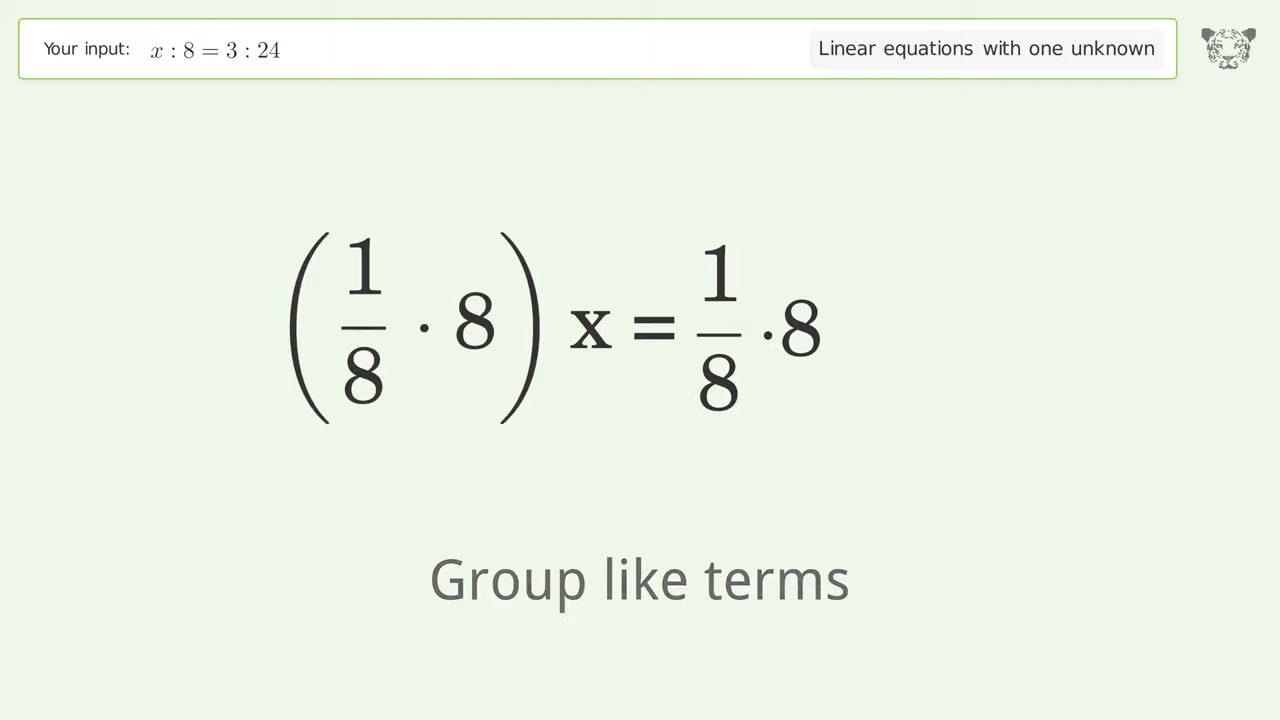 Your input: x : 8 = 3 : 24
Linear equations with one unknown
(1/8 · 8) x = 1/8 · 8
Group like terms